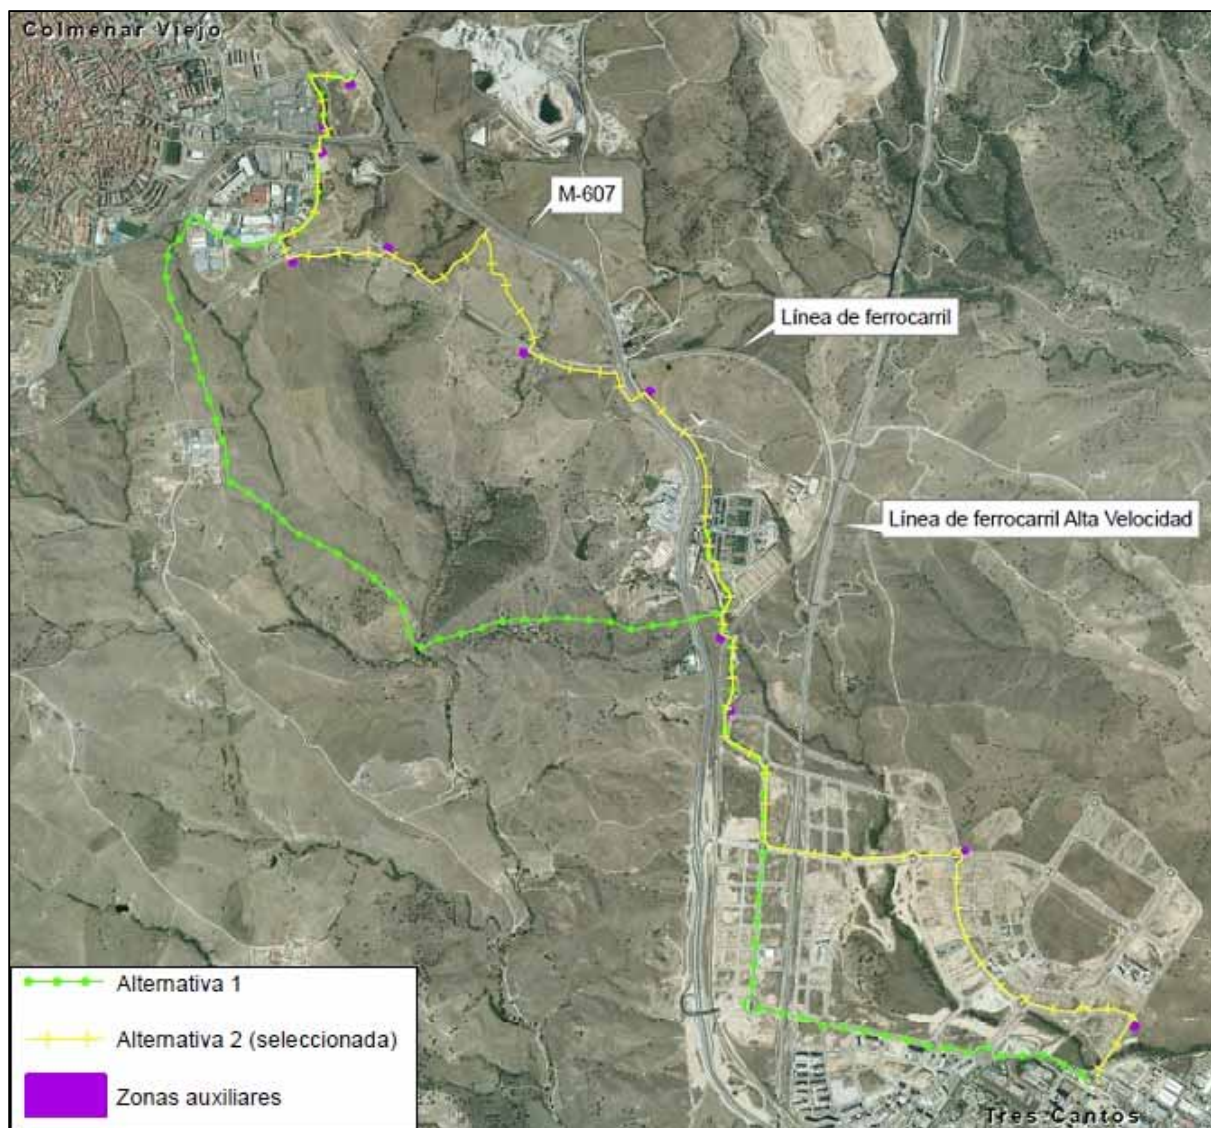 Colmenar Viejo
M-607
Línea de ferrocarril
Línea de ferrocarril Alta Velocidad
Alternativa 1
Alternativa 2 (seleccionada)
Zonas auxiliares
Tres Cantos